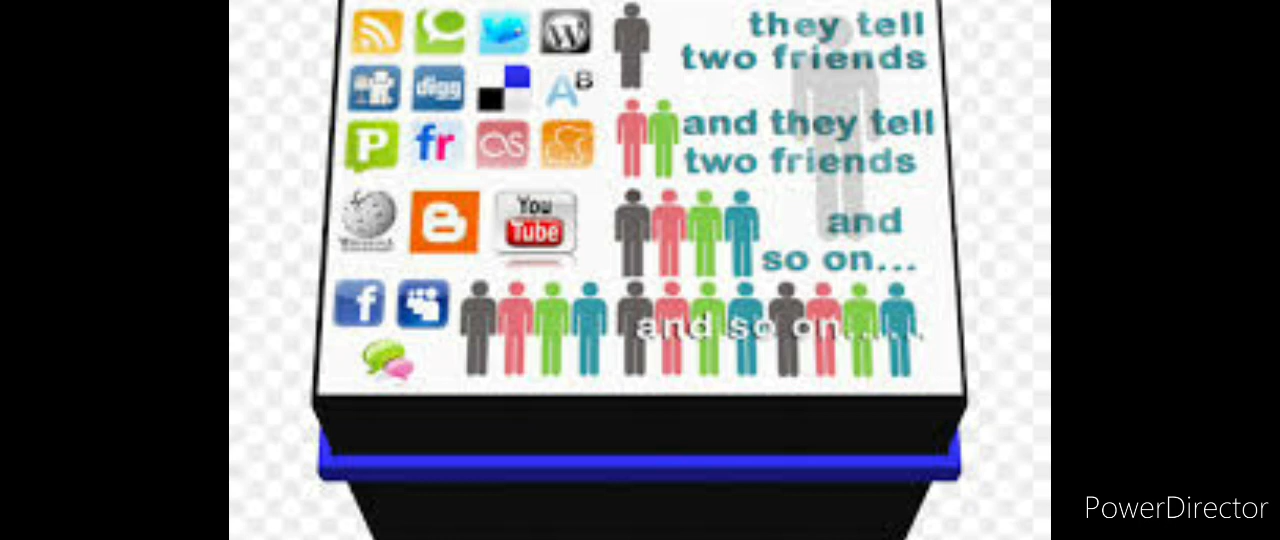 they tell
two friends
digg
A B
and they tell
two friends
P
fr
as
W
You
Tube
and
so on...
f
and so on......
PowerDirector